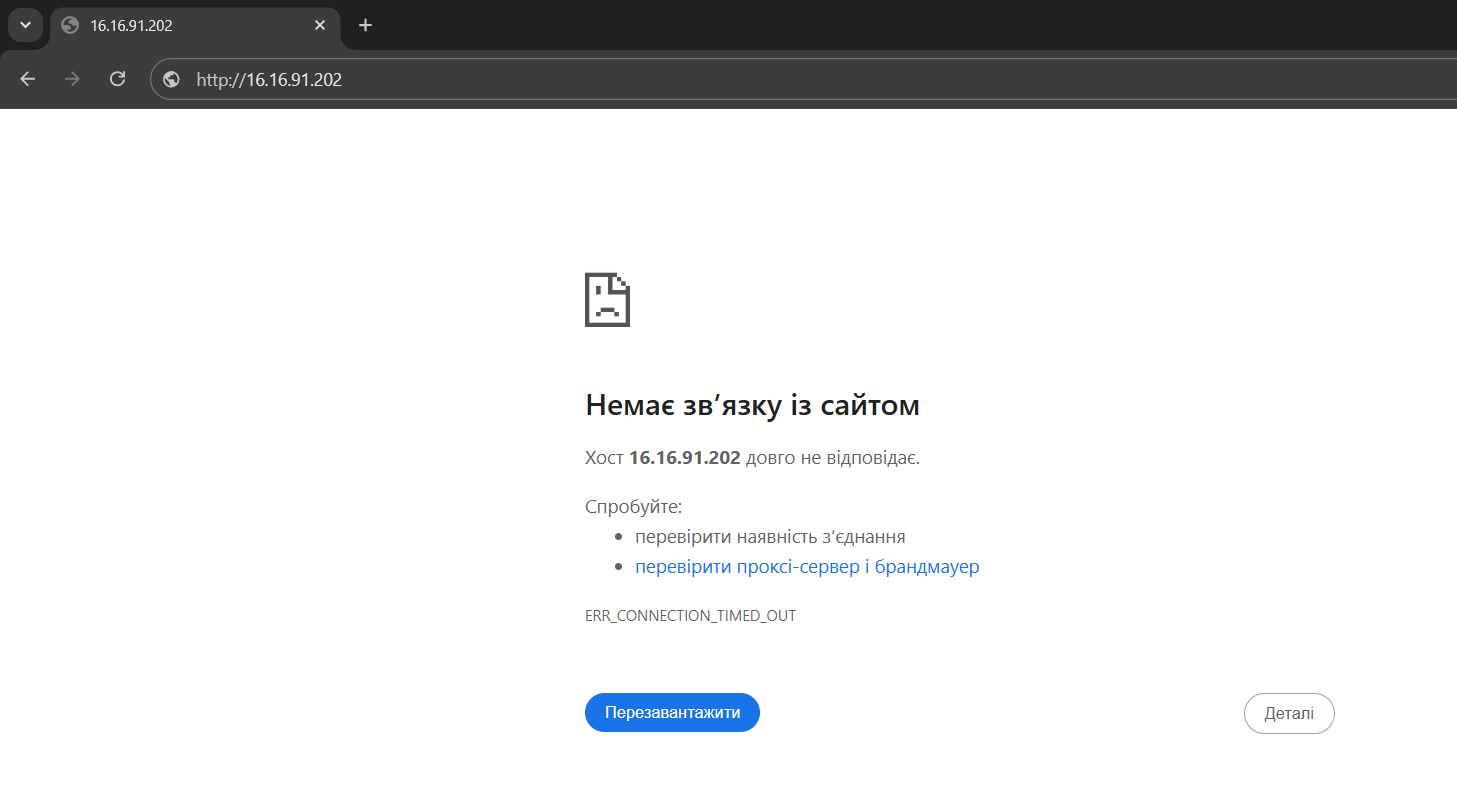 16.16.91.202
http://16.16.91.202
Немає зв’язку із сайтом
Хост 16.16.91.202 довго не відповідає.
Спробуйте:
перевірити наявність з’єднання
перевірити проксі-сервер і брандмауер
ERR_CONNECTION_TIMED_OUT
Перезавантажити
Деталі